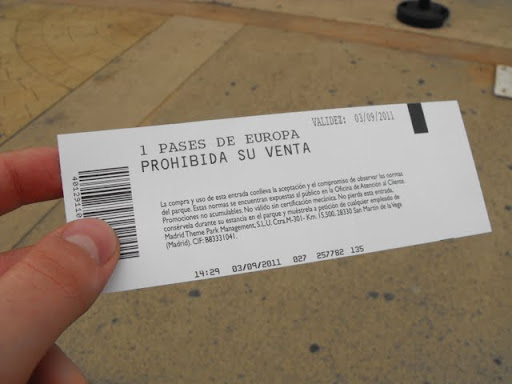 VALIDEZ: 03/09/2011
1 PASES DE EUROPA
PROHIBIDA SU VENTA
La compra y uso de esta entrada conlleva la aceptación y el compromiso de observar las normas
del parque. Estas normas se encuentran expuestas al público en la Oficina de Atención al Cliente.
Promociones no acumulables. No válido sin certificación mecánica. No pierda esta entrada,
consérvela durante su estancia en el parque y muéstrela a petición de cualquier empleado de
Madrid Theme Park Management, S.L.U. Ctra. M-301 - Km. 15,500, 28330 San Martín de la Vega
(Madrid). CIF: B83331041.
14:29 03/09/2011 027 257782 135